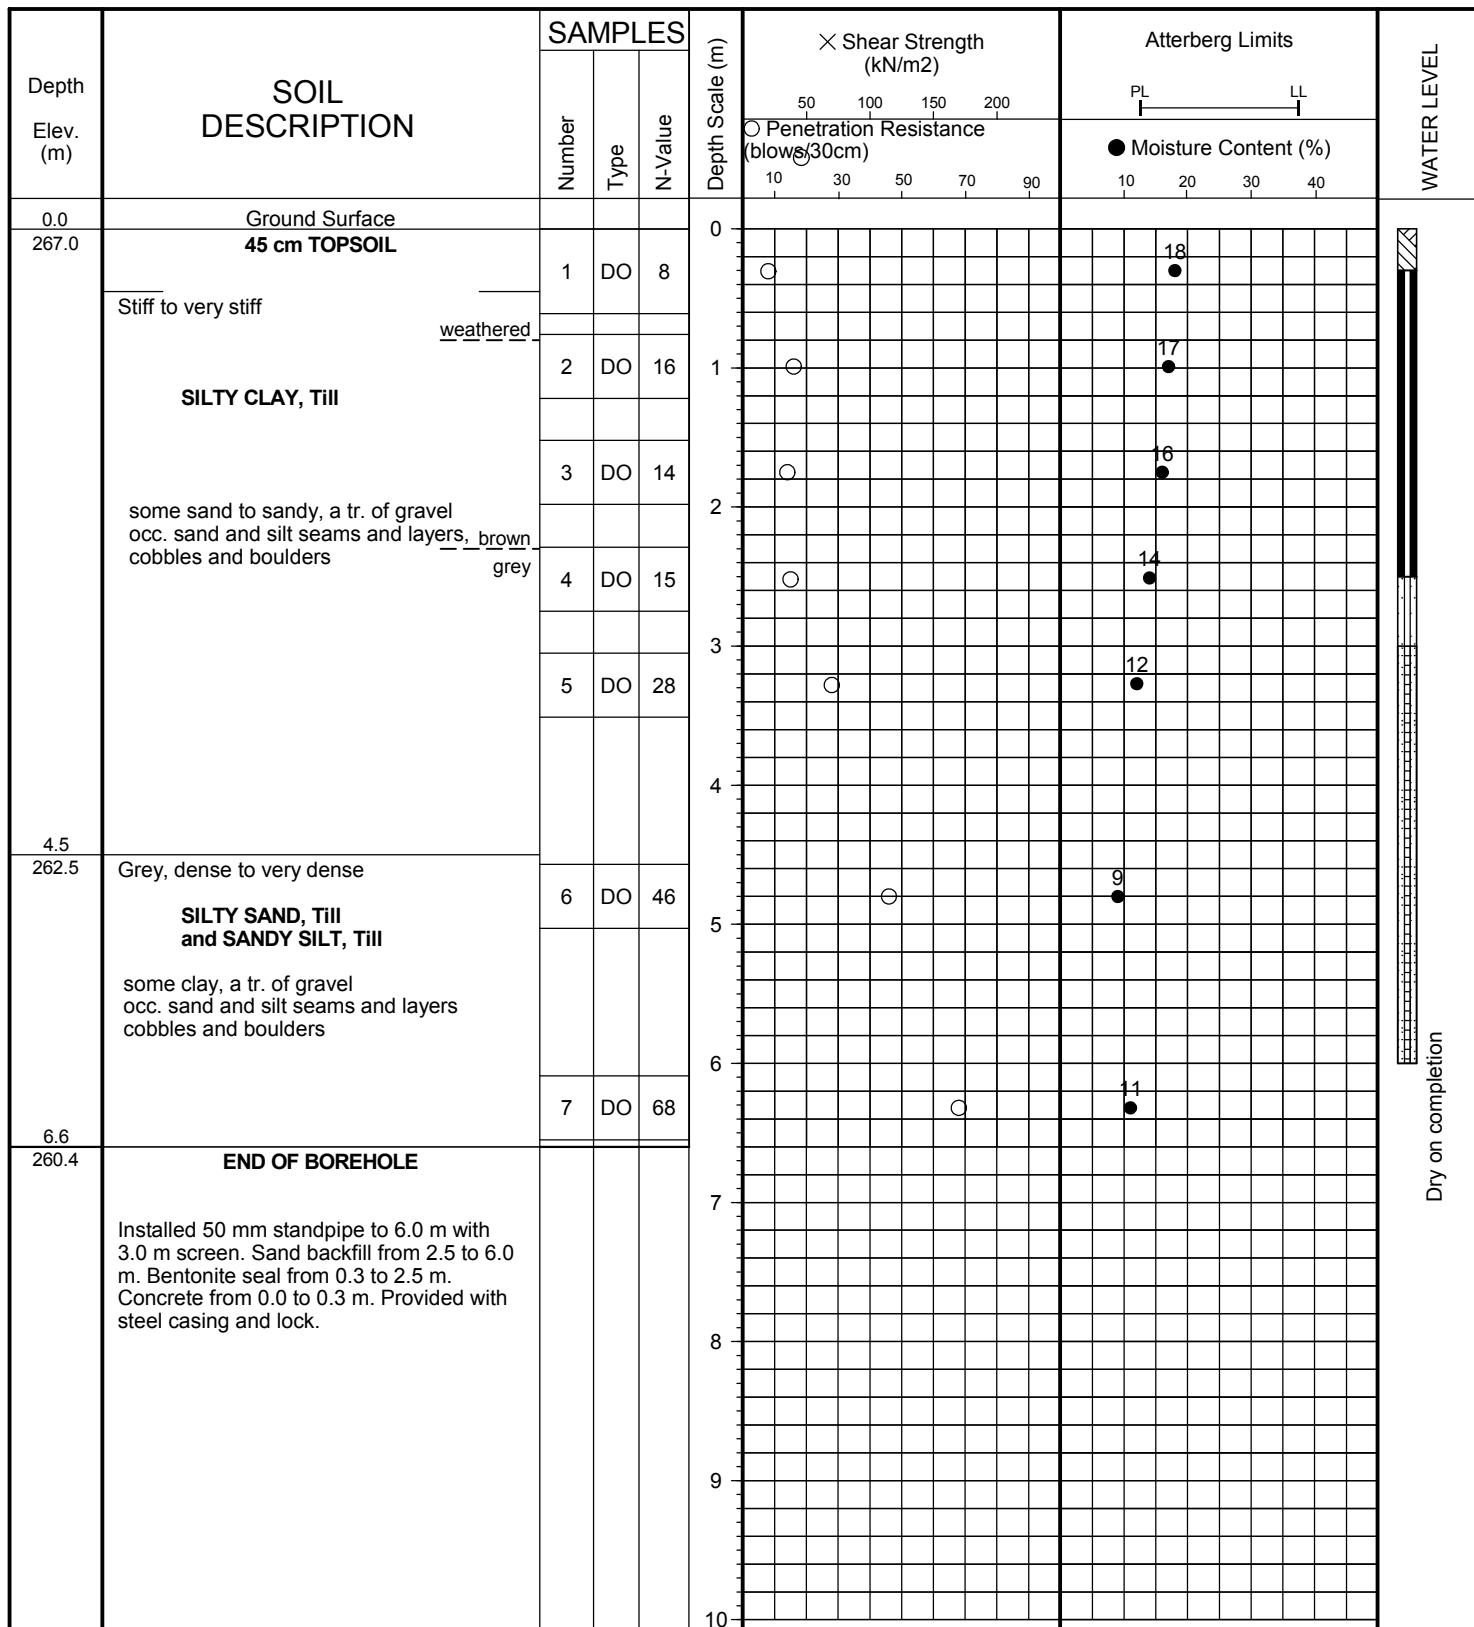 Depth
Elev.
(m)
SOIL
DESCRIPTION
SAMPLES
Number
Type
N-Value
Depth Scale (m)
× Shear Strength
(kN/m2)
50 100 150 200
Penetration Resistance
(blows/30cm)
10 30 50 70 90
Atterberg Limits
PL LL
Moisture Content (%)
10 20 30 40
WATER LEVEL
0.0 Ground Surface
267.0 45 cm TOPSOIL
0
1 DO 8
18
Stiff to very stiff
weathered
2 DO 16
1
17
SILTY CLAY, Till
3 DO 14
16
some sand to sandy, a tr. of gravel
occ. sand and silt seams and layers, brown
cobbles and boulders
grey
2
4 DO 15
14
3
5 DO 28
12
4
4.5
262.5 Grey, dense to very dense
6 DO 46
9
SILTY SAND, Till
and SANDY SILT, Till
5
some clay, a tr. of gravel
occ. sand and silt seams and layers
cobbles and boulders
6
7 DO 68
11
Dry on completion
6.6
260.4 END OF BOREHOLE
7
Installed 50 mm standpipe to 6.0 m with
3.0 m screen. Sand backfill from 2.5 to 6.0
m. Bentonite seal from 0.3 to 2.5 m.
Concrete from 0.0 to 0.3 m. Provided with
steel casing and lock.
8
9
10